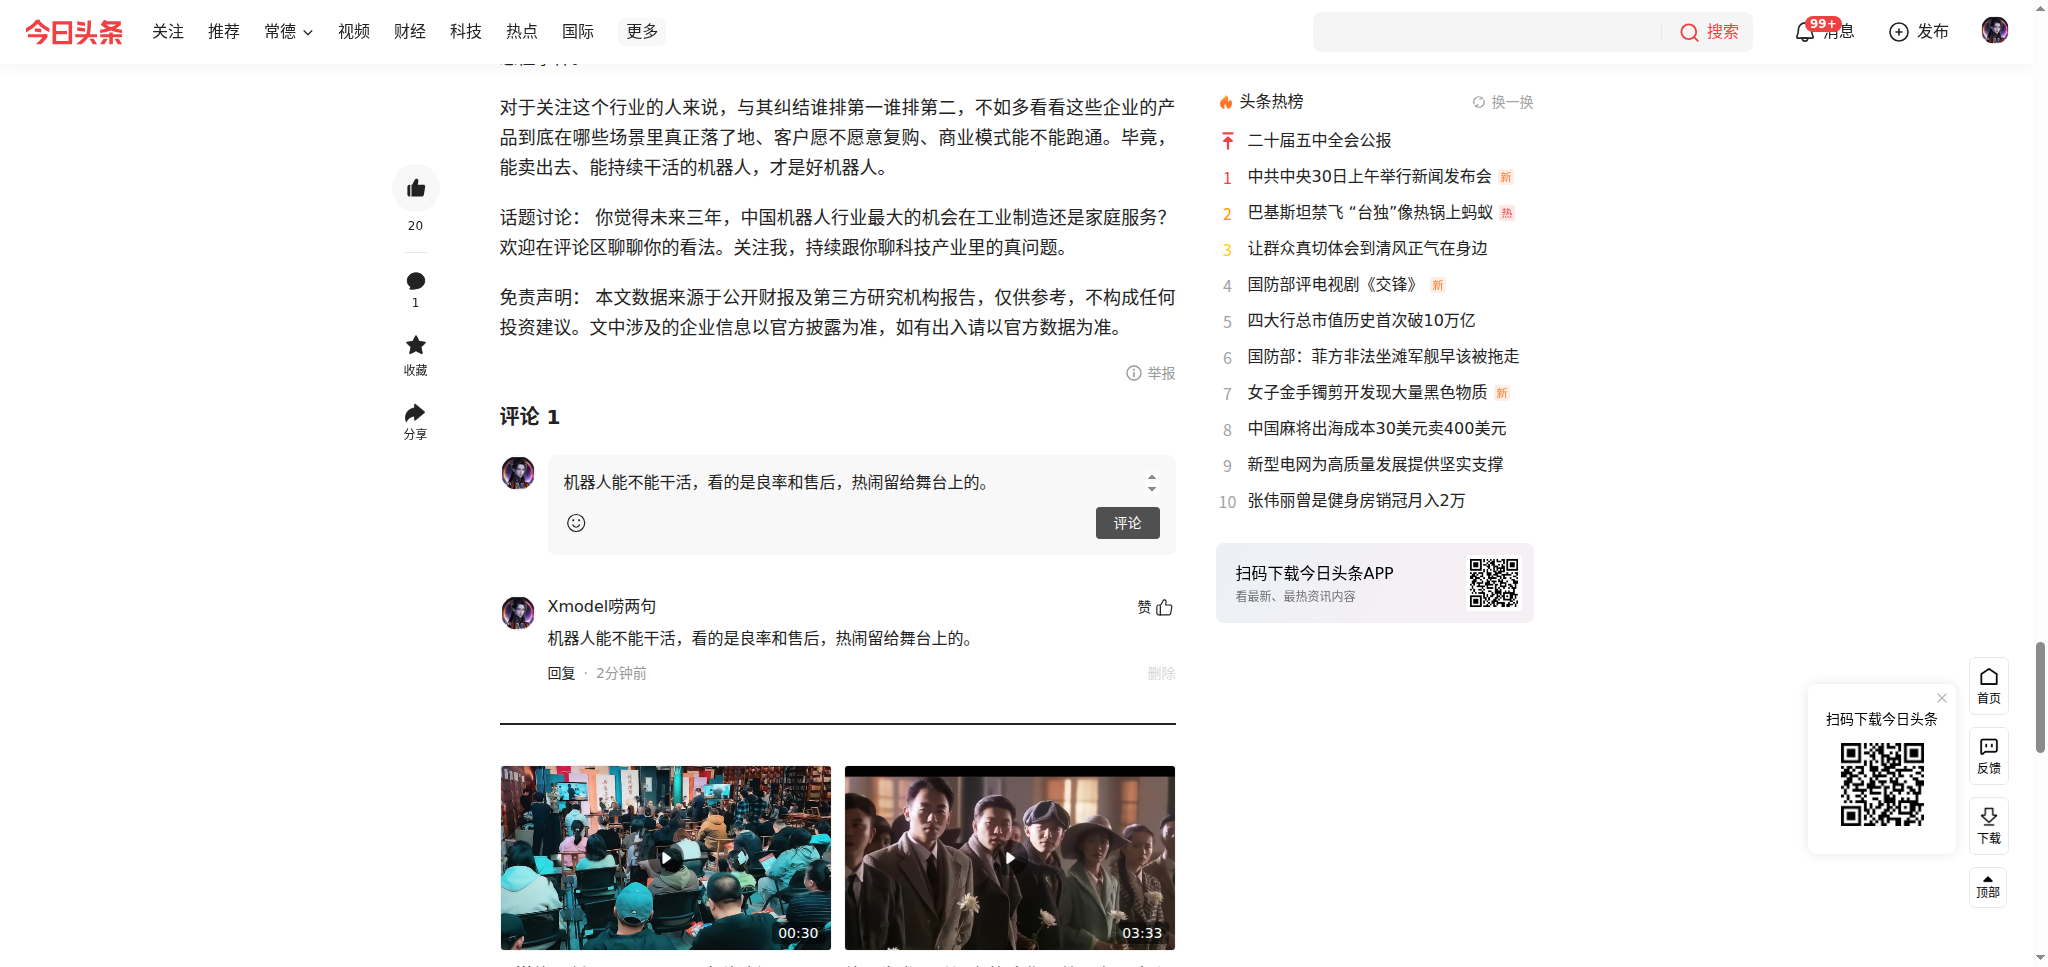 今日头条
关注
推荐
常德
视频
财经
科技
热点
国际
更多
搜索
99+
消息
发布
对于关注这个行业的人来说，与其纠结谁排第一谁排第二，不如多看看这些企业的产
品到底在哪些场景里真正落了地、客户愿不愿意复购、商业模式能不能跑通。毕竟，
能卖出去、能持续干活的机器人，才是好机器人。
话题讨论： 你觉得未来三年，中国机器人行业最大的机会在工业制造还是家庭服务？
欢迎在评论区聊聊你的看法。关注我，持续跟你聊科技产业里的真问题。
免责声明： 本文数据来源于公开财报及第三方研究机构报告，仅供参考，不构成任何
投资建议。文中涉及的企业信息以官方披露为准，如有出入请以官方数据为准。
举报
20
1
收藏
分享
评论 1
机器人能不能干活，看的是良率和售后，热闹留给舞台上的。
评论
Xmodel唠两句
赞
机器人能不能干活，看的是良率和售后，热闹留给舞台上的。
回复 · 2分钟前
删除
00:30
03:33
头条热榜
换一换
二十届五中全会公报
1 中共中央30日上午举行新闻发布会 新
2 巴基斯坦禁飞 “台独”像热锅上蚂蚁 热
3 让群众真切体会到清风正气在身边
4 国防部评电视剧《交锋》 新
5 四大行总市值历史首次破10万亿
6 国防部：菲方非法坐滩军舰早该被拖走
7 女子金手镯剪开发现大量黑色物质 新
8 中国麻将出海成本30美元卖400美元
9 新型电网为高质量发展提供坚实支撑
10 张伟丽曾是健身房销冠月入2万
扫码下载今日头条APP
看最新、最热资讯内容
扫码下载今日头条
首页
反馈
下载
顶部